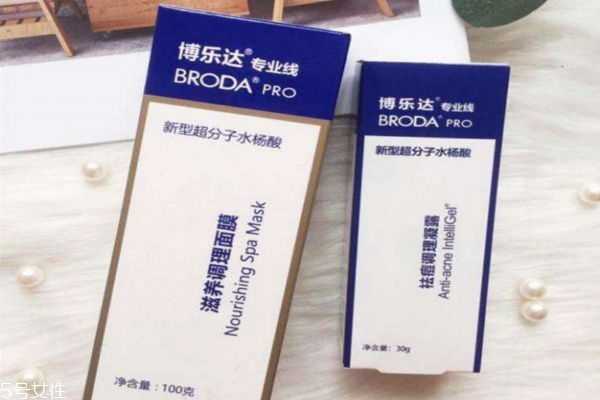 博乐达® 专业线
BRODA® PRO
新型超分子水杨酸
滋养调理面膜
Nourishing Spa Mask
净含量：100克
博乐达® 专业线
BRODA® PRO
新型超分子水杨酸
祛痘调理凝露
Anti-acne IntelliGel®
净含量：30g
5号女性